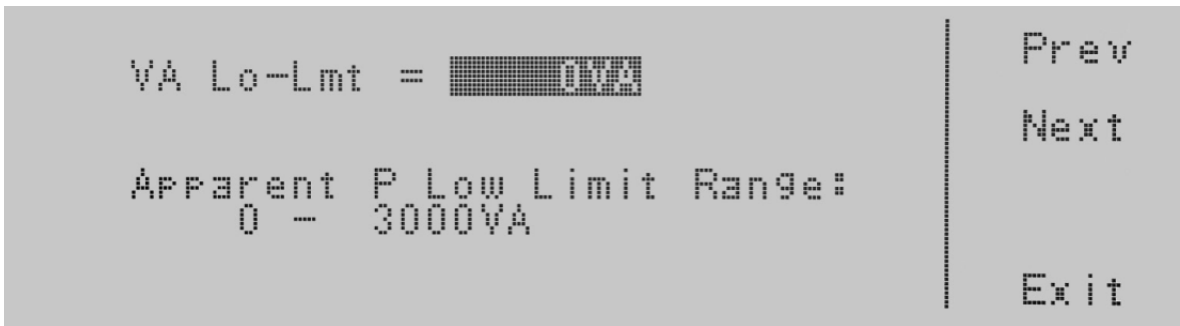 VA Lo-Lmt = 0VA
Apparent P Low Limit Range:
0 - 3000VA
Prev
Next
Exit